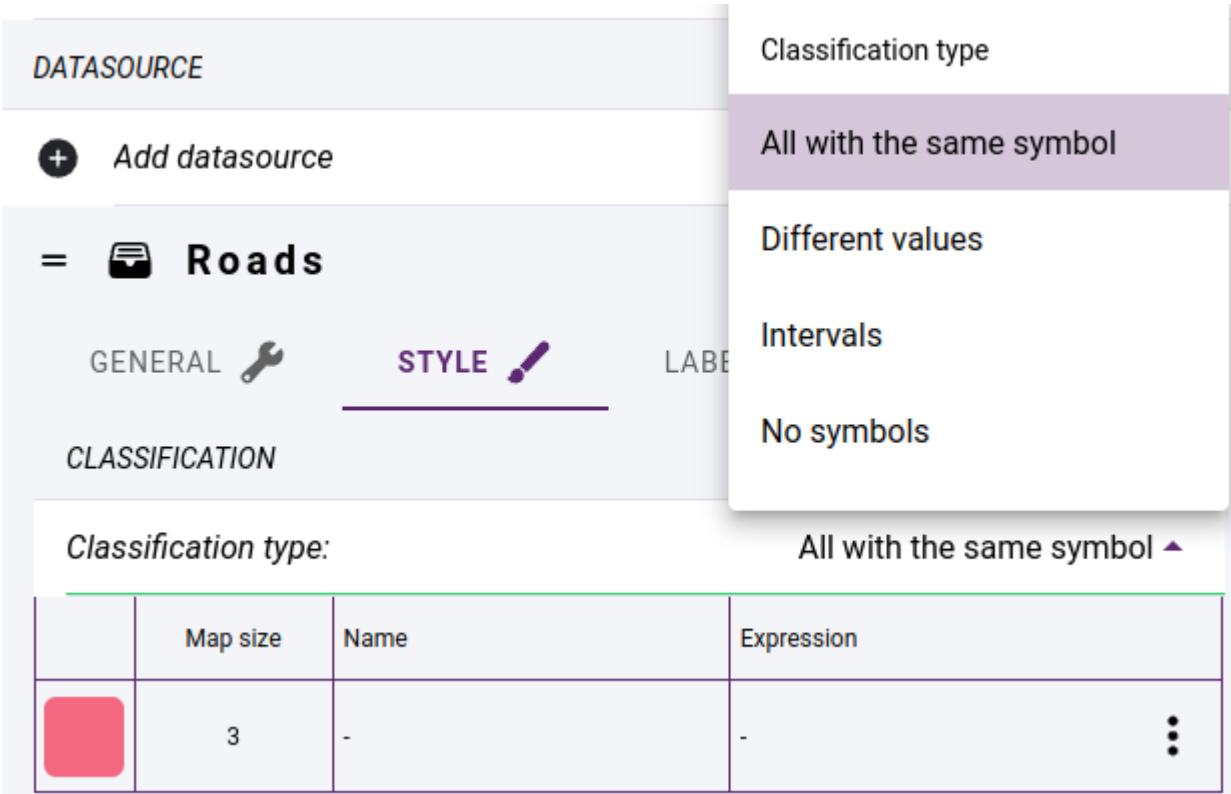 DATASOURCE
Add datasource
= Roads
GENERAL STYLE LABE
CLASSIFICATION
Classification type
All with the same symbol
Different values
Intervals
No symbols
Classification type: All with the same symbol
Map size Name Expression
3 - -